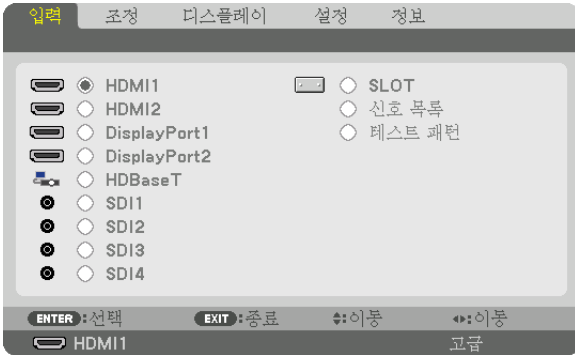 입력 조정 디스플레이 설정 정보
HDMI1 SLOT
HDMI2 신호 목록
DisplayPort1 테스트 패턴
DisplayPort2
HDBaseT
SDI1
SDI2
SDI3
SDI4
ENTER:선택 EXIT:종료 :이동 :이동
HDMI1 고급